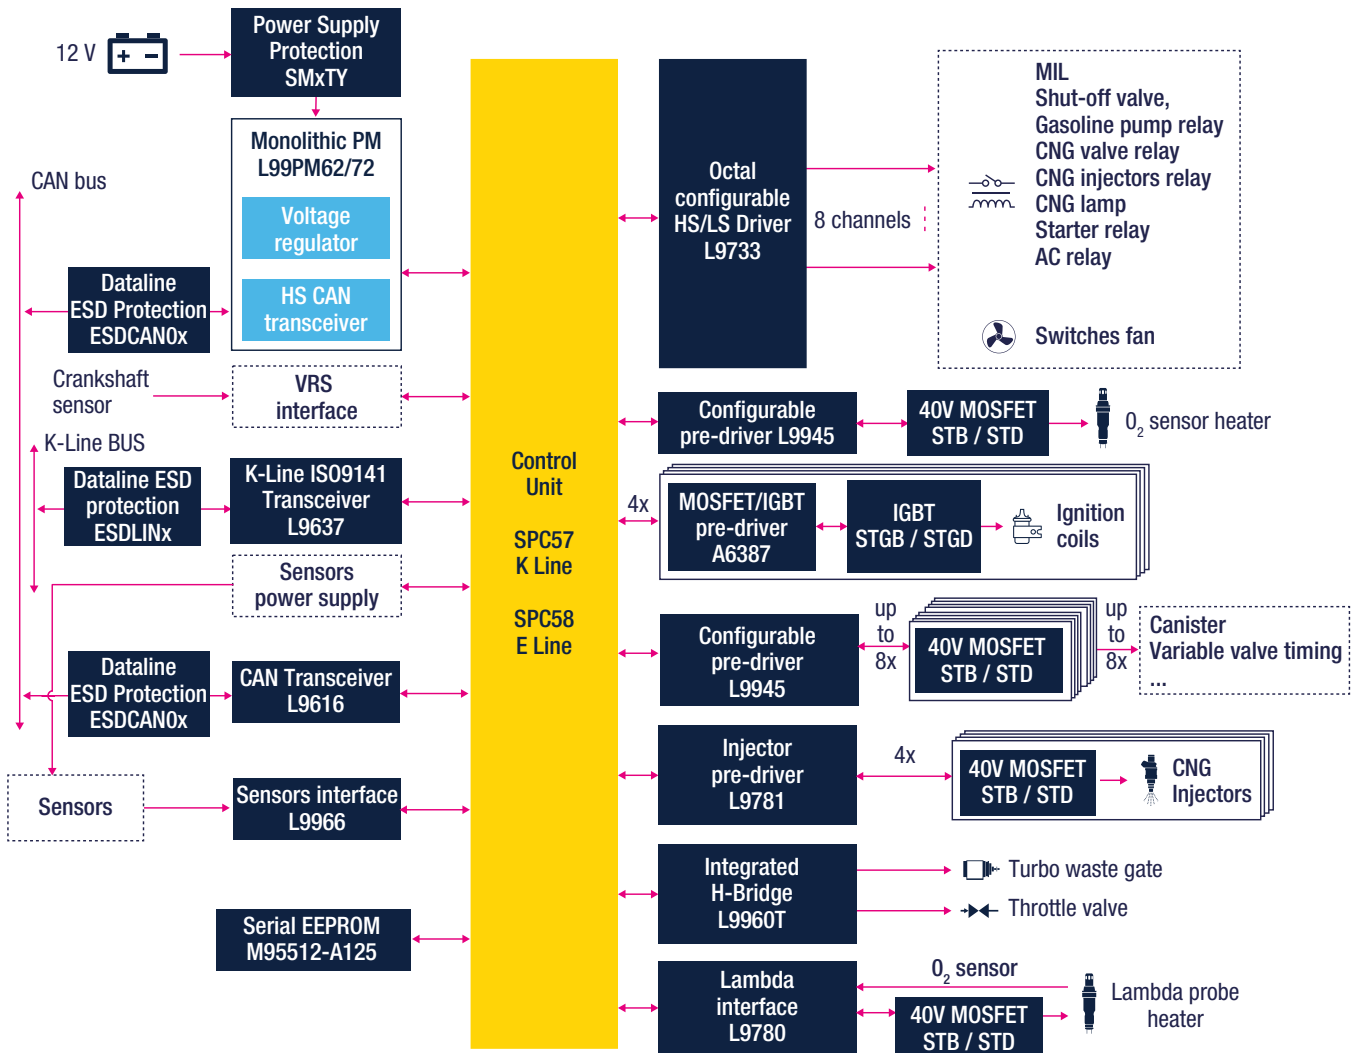 12 V
+ −
Power Supply
Protection
SMxTY
Monolithic PM
L99PM62/72
Voltage
regulator
HS CAN
transceiver
CAN bus
Dataline
ESD Protection
ESDCAN0x
Crankshaft
sensor
VRS
interface
K-Line BUS
Dataline ESD
protection
ESDLINx
K-Line ISO9141
Transceiver
L9637
Sensors
power supply
Dataline
ESD Protection
ESDCAN0x
CAN Transceiver
L9616
Sensors
Sensors interface
L9966
Serial EEPROM
M95512-A125
Control
Unit
SPC57
K Line
SPC58
E Line
Octal
configurable
HS/LS Driver
L9733
8 channels
MIL
Shut-off valve,
Gasoline pump relay
CNG valve relay
CNG injectors relay
CNG lamp
Starter relay
AC relay
Switches fan
Configurable
pre-driver L9945
40V MOSFET
STB / STD
O2 sensor heater
4x
MOSFET/IGBT
pre-driver
A6387
IGBT
STGB / STGD
Ignition
coils
Configurable
pre-driver
L9945
up
to
8x
40V MOSFET
STB / STD
up
to
8x
Canister
Variable valve timing
...
Injector
pre-driver
L9781
4x
40V MOSFET
STB / STD
CNG
Injectors
Integrated
H-Bridge
L9960T
Turbo waste gate
Throttle valve
Lambda
interface
L9780
O2 sensor
40V MOSFET
STB / STD
Lambda probe
heater